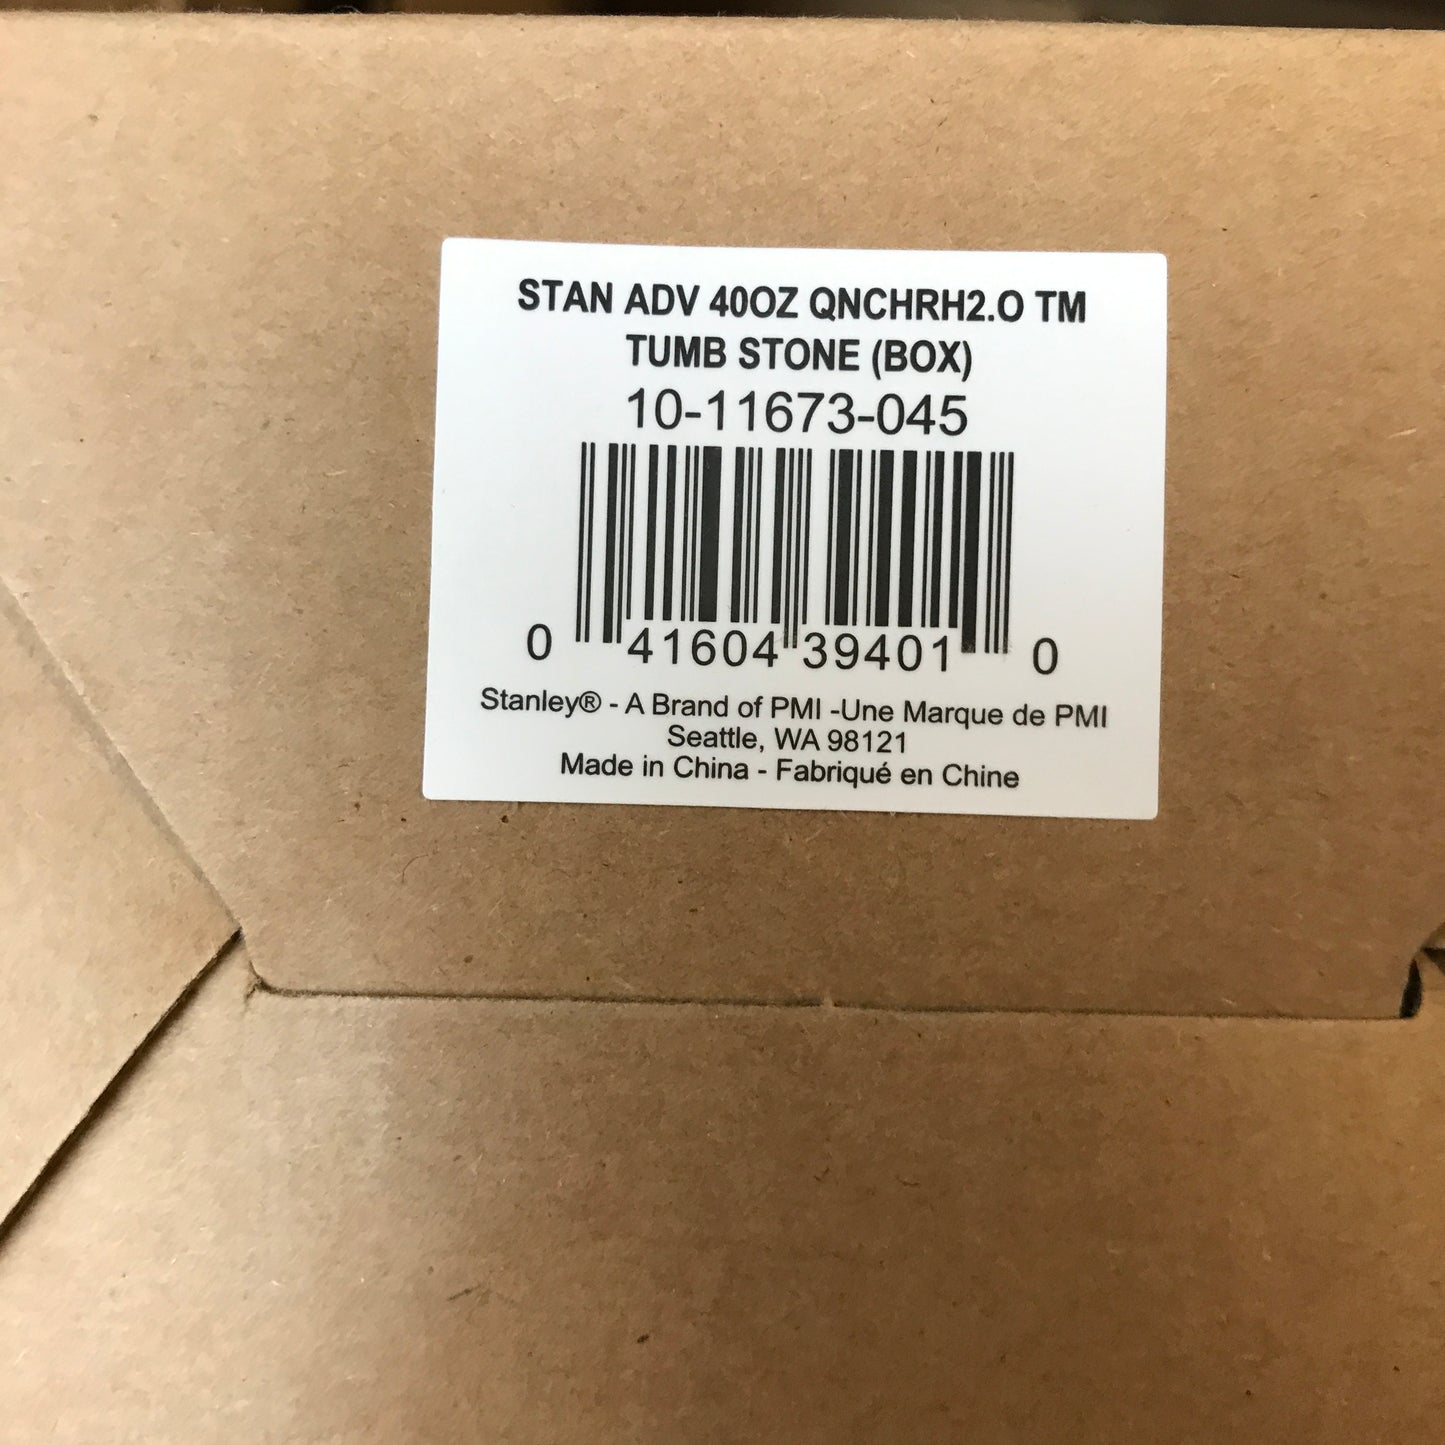 STAN ADV 40OZ QNCHRH2.O TM
TUMB STONE (BOX)
10-11673-045
0 41604 39401 0
Stanley® - A Brand of PMI -Une Marque de PMI
Seattle, WA 98121
Made in China - Fabriqué en Chine